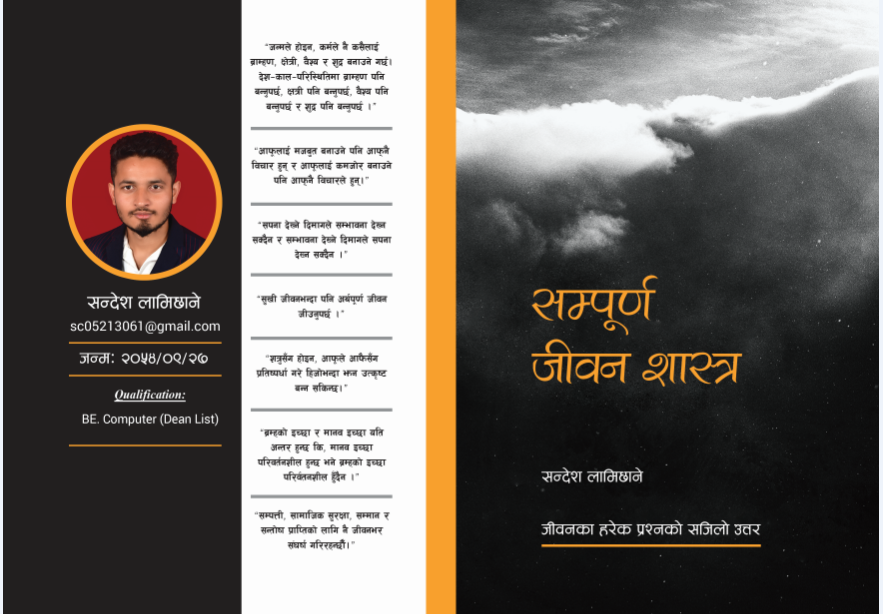 सन्देश लामिछाने
sc05213061@gmail.com
जन्म: २०५४/०९/२७
Qualification:
BE. Computer (Dean List)
“जन्मले होइन, कर्मले नै कसैलाई
ब्राम्हण, क्षेत्री, वैश्य र शुद्र बनाउने गर्छ।
देश-काल-परिस्थितिमा ब्राम्हण पनि
बन्नुपर्छ, क्षत्री पनि बन्नुपर्छ, वैश्य पनि
बन्नुपर्छ र शुद्र पनि बन्नुपर्छ ।”
“आफूलाई मजबुत बनाउने पनि आफ्नै
विचार हुन् र आफूलाई कमजोर बनाउने
पनि आफ्नै विचारले हुन्।”
“सपना देख्ने दिमागले सम्भावना देख्न
सक्दैन र सम्भावना देख्ने दिमागले सपना
देख्न सक्दैन ।”
“सुखी जीवनभन्दा पनि अर्थपुर्ण जीवन
जीउनुपर्छ ।”
“शत्रुसँग होइन, आफूले आफैसँग
प्रतिष्पर्धा गरे हिजोभन्दा झन उत्कृष्ट
बन्न सकिन्छ।”
“ब्रम्हको इच्छा र मानव इच्छा यति
अन्तर हुन्छ कि, मानव इच्छा
परिवर्तनशील हुन्छ भने ब्रम्हको इच्छा
परिवर्तनशील हुँदैन ।”
“सम्पत्ती, सामाजिक सुरक्षा, सम्मान र
सन्तोष प्राप्तिको लागि नै जीवनभर
संघर्ष गरिरहन्छौँ।”
सम्पूर्ण
जीवन शास्त्र
सन्देश लामिछाने
जीवनका हरेक प्रश्नको सजिलो उत्तर